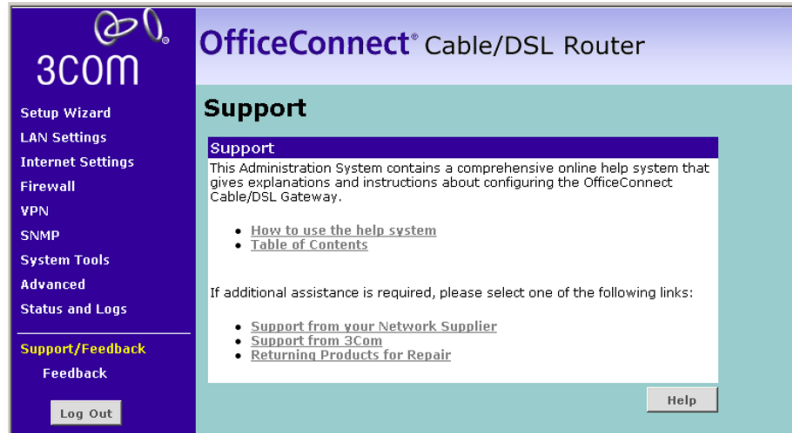 3COM
OfficeConnect® Cable/DSL Router
Setup Wizard
LAN Settings
Internet Settings
Firewall
VPN
SNMP
System Tools
Advanced
Status and Logs
Support/Feedback
Feedback
Log Out
Support
Support
This Administration System contains a comprehensive online help system that
gives explanations and instructions about configuring the OfficeConnect
Cable/DSL Gateway.
• How to use the help system
• Table of Contents
If additional assistance is required, please select one of the following links:
• Support from your Network Supplier
• Support from 3Com
• Returning Products for Repair
Help